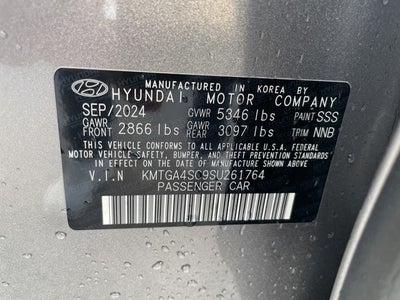 MANUFACTURED IN KOREA BY
HYUNDAI MOTOR COMPANY
SEP/2024 GVWR 5346 lbs PAINT SSS
GAWR FRONT 2866 lbs GAWR REAR 3097 lbs TRIM NNB
THIS VEHICLE CONFORMS TO ALL APPLICABLE U.S.A FEDERAL
MOTOR VEHICLE SAFETY, BUMPER, AND THEFT PREVENTION STANDARDS
IN EFFECT ON THE DATE OF MANUFACTURE SHOWN ABOVE.
V.I.N KMTGA4SC9SU261764
PASSENGER CAR